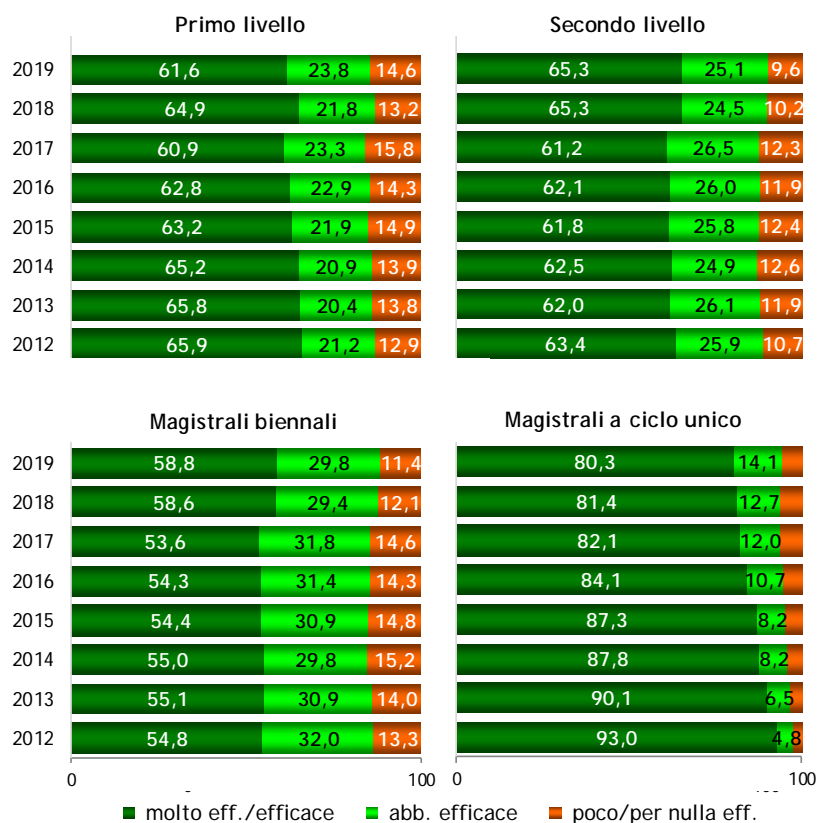 Primo livello Secondo livello
2019 61,6 23,8 14,6 65,3 25,1 9,6
2018 64,9 21,8 13,2 65,3 24,5 10,2
2017 60,9 23,3 15,8 61,2 26,5 12,3
2016 62,8 22,9 14,3 62,1 26,0 11,9
2015 63,2 21,9 14,9 61,8 25,8 12,4
2014 65,2 20,9 13,9 62,5 24,9 12,6
2013 65,8 20,4 13,8 62,0 26,1 11,9
2012 65,9 21,2 12,9 63,4 25,9 10,7
Magistrali biennali Magistrali a ciclo unico
2019 58,8 29,8 11,4 80,3 14,1
2018 58,6 29,4 12,1 81,4 12,7
2017 53,6 31,8 14,6 82,1 12,0
2016 54,3 31,4 14,3 84,1 10,7
2015 54,4 30,9 14,8 87,3 8,2
2014 55,0 29,8 15,2 87,8 8,2
2013 55,1 30,9 14,0 90,1 6,5
2012 54,8 32,0 13,3 93,0 4,8
0 100 0 100
molto eff./efficace abb. efficace poco/per nulla eff.